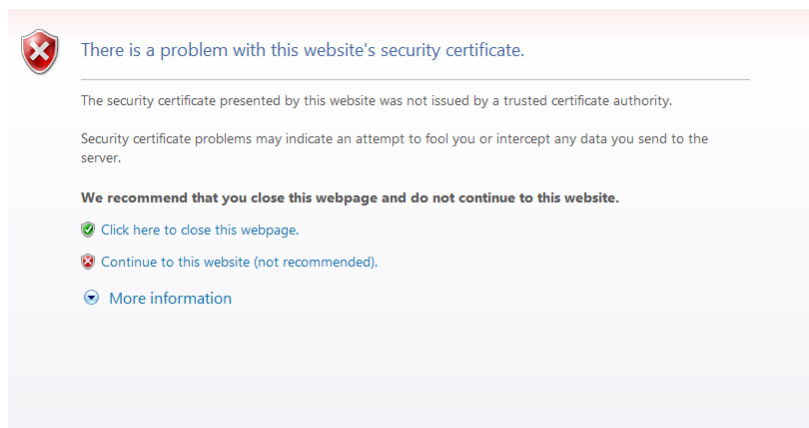 There is a problem with this website's security certificate.
The security certificate presented by this website was not issued by a trusted certificate authority.
Security certificate problems may indicate an attempt to fool you or intercept any data you send to the
server.
We recommend that you close this webpage and do not continue to this website.
Click here to close this webpage.
Continue to this website (not recommended).
More information